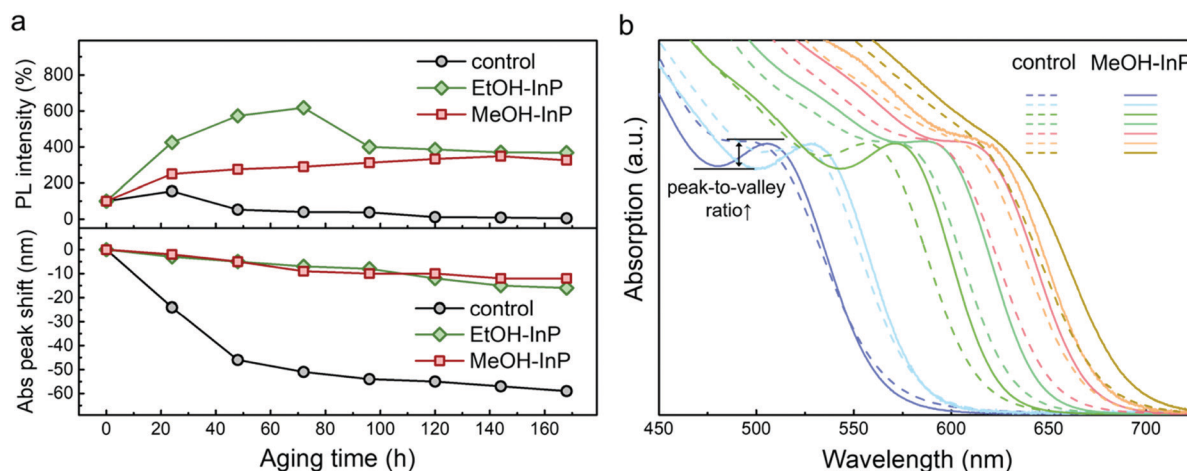 a
PL intensity (%)
800
600
400
200
0
control
EtOH-InP
MeOH-InP
Abs peak shift (nm)
0
-10
-20
-30
-40
-50
-60
control
EtOH-InP
MeOH-InP
0 20 40 60 80 100 120 140 160
Aging time (h)
b
Absorption (a.u.)
control MeOH-InP
peak-to-valley
ratio↑
450 500 550 600 650 700
Wavelength (nm)